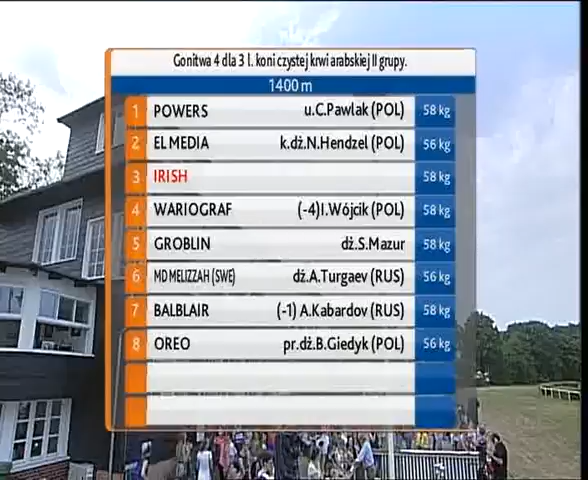 Gonitwa 4 dla 3 l. koni czystej krwi arabskiej II grupy.
1400 m
1 POWERS u.C.Pawlak (POL) 58 kg
2 EL MEDIA k.dż.N.Hendzel (POL) 56 kg
3 IRISH 58 kg
4 WARIOGRAF (-4)I.Wójcik (POL) 58 kg
5 GROBLIN dż.S.Mazur 58 kg
6 MD MELIZZAH (SWE) dż.A.Turgaev (RUS) 56 kg
7 BALBLAIR (-1) A.Kabardov (RUS) 58 kg
8 OREO pr.dż.B.Giedyk (POL) 56 kg